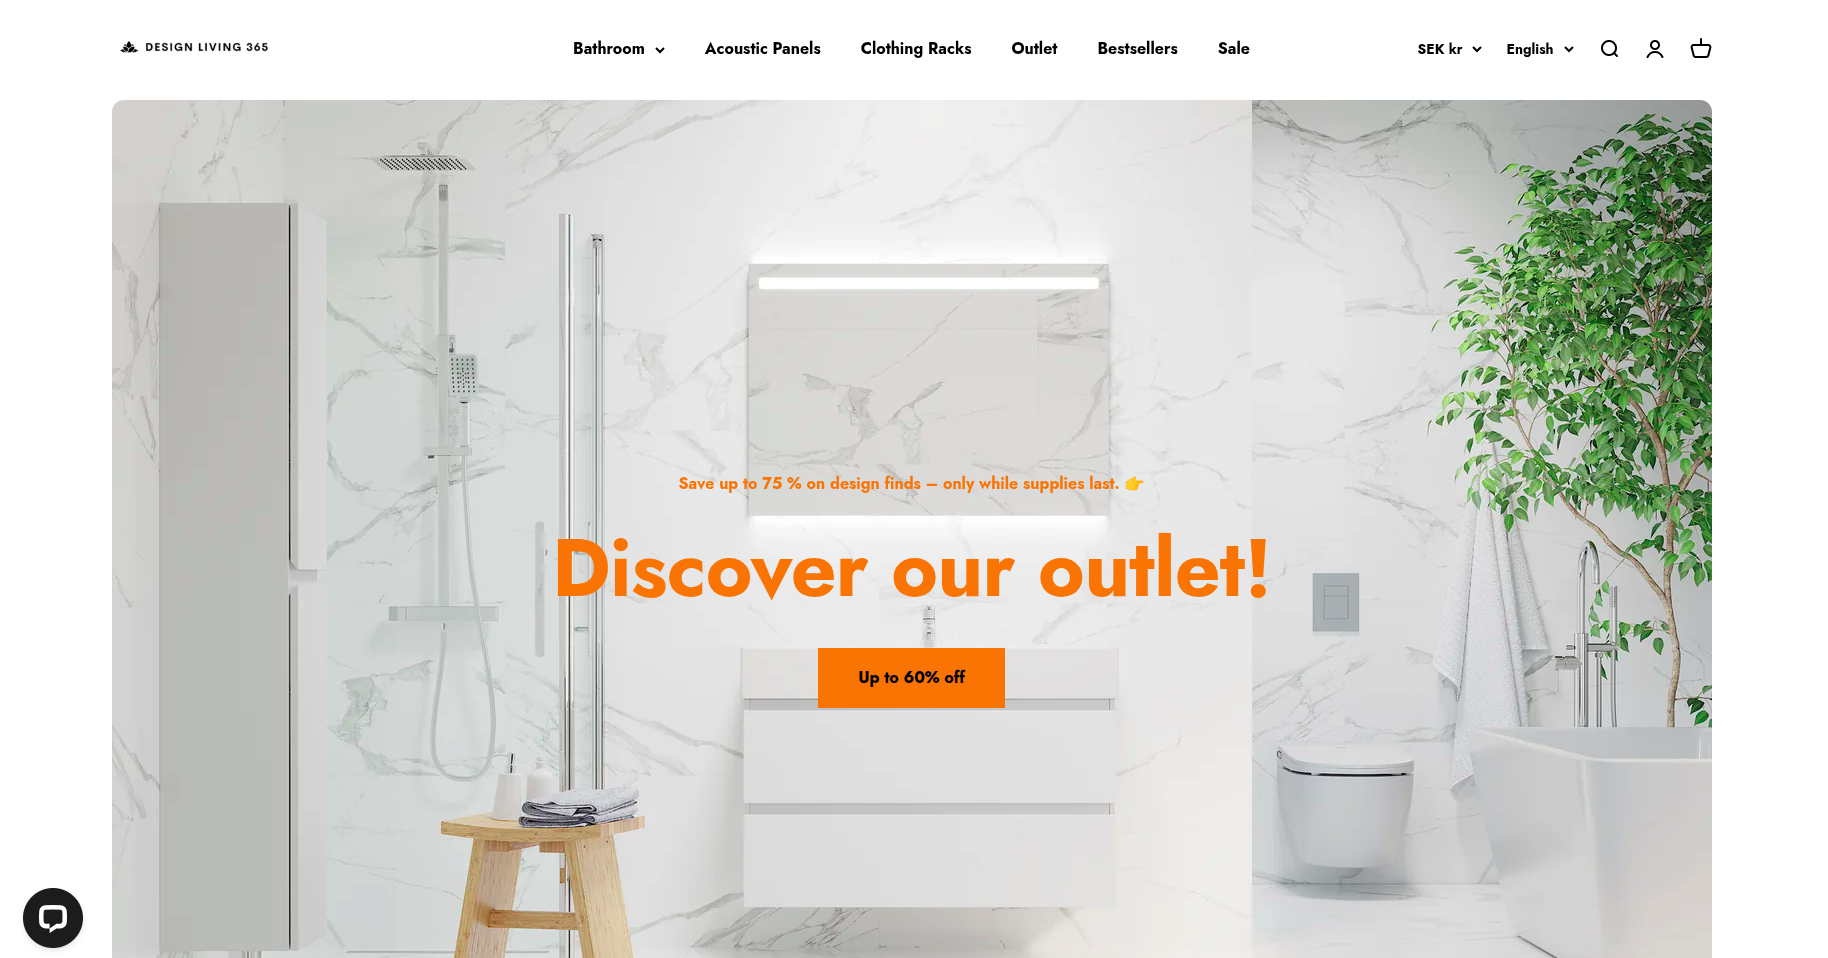 DESIGN LIVING 365
Bathroom
Acoustic Panels
Clothing Racks
Outlet
Bestsellers
Sale
SEK kr
English
Save up to 75 % on design finds – only while supplies last. 👉
Discover our outlet!
Up to 60% off